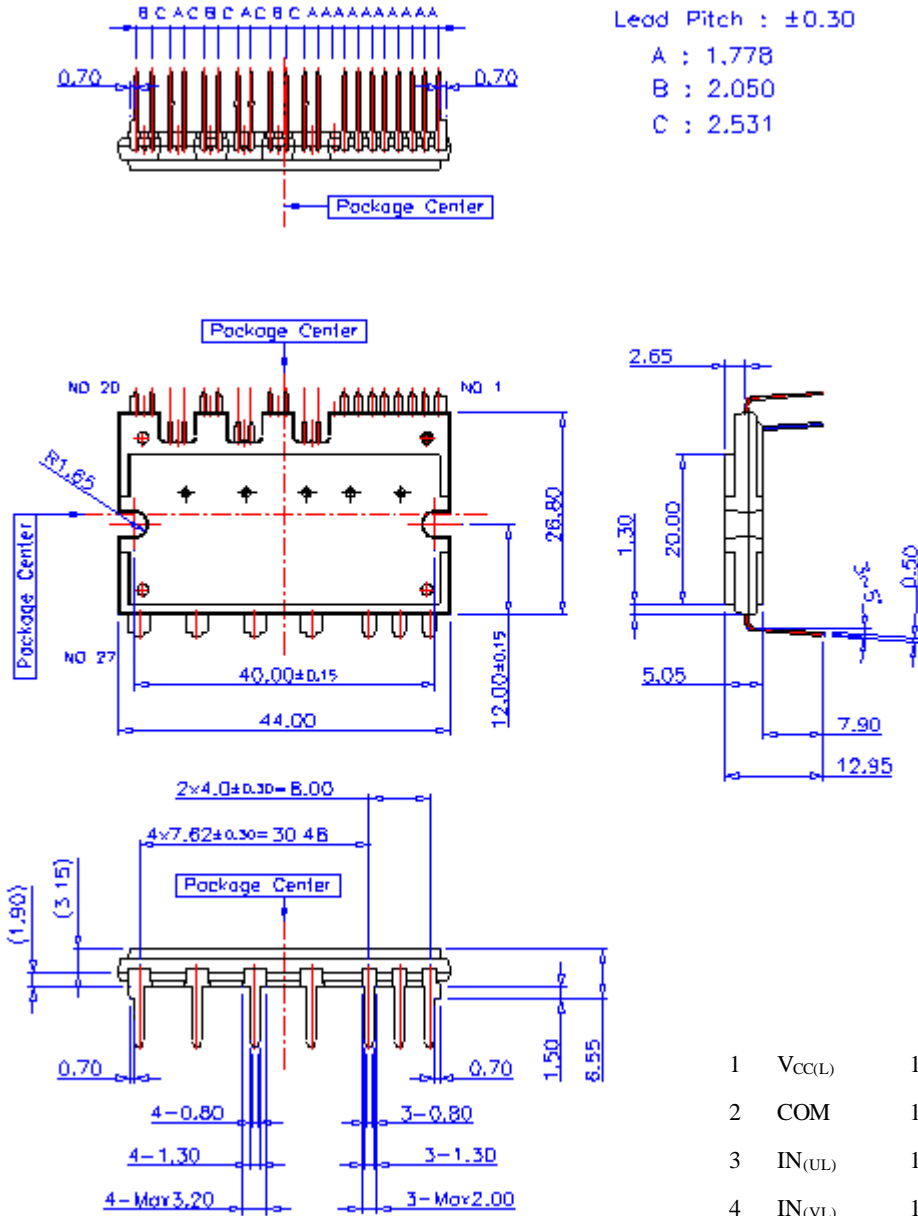 B C A C B C A C B C A A A A A A A A A A
Lead Pitch : ±0.30
A : 1.778
B : 2.050
C : 2.531
0.70
0.70
Package Center
Package Center
NO 20
NO 1
R1.65
Package Center
26.80
12.00±0.15
NO 27
40.00±0.15
44.00
2.65
1.30
20.00
0.50
5.05
7.90
12.95
2×4.0±0.30=8.00
4×7.62±0.30=30.48
Package Center
(1.90)
(3.15)
0.70
0.70
1.50
6.55
4-0.80
3-0.80
4-1.30
3-1.30
4-Max3.20
3-Max2.00
1 VCC(L) 1
2 COM 1
3 IN(UL) 1
4 IN(VL) 1